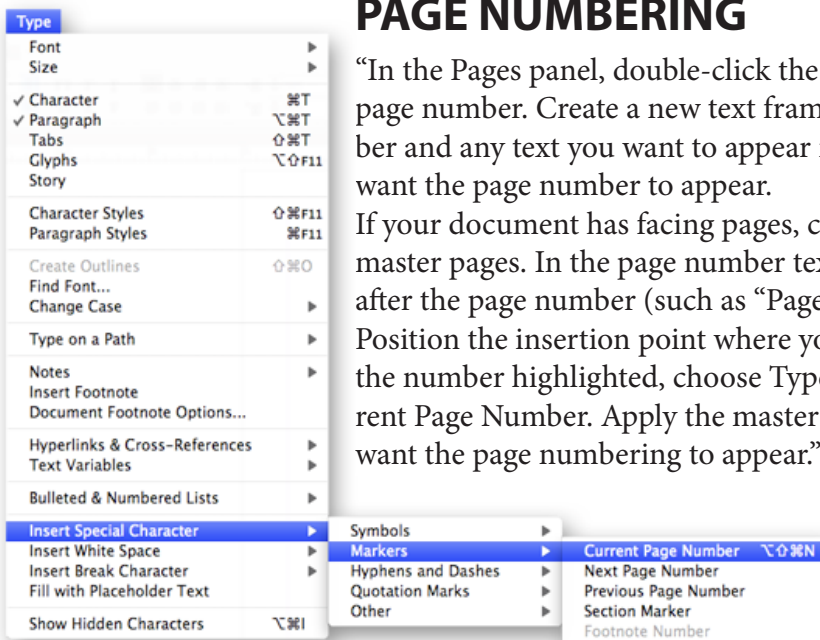 Type
Font
Size
✓ Character ⌘T
✓ Paragraph ⌥⌘T
Tabs ⇧⌘T
Glyphs ⌥⇧F11
Story
Character Styles ⇧⌘F11
Paragraph Styles ⌘F11
Create Outlines ⇧⌘O
Find Font...
Change Case
Type on a Path
Notes
Insert Footnote
Document Footnote Options...
Hyperlinks & Cross-References
Text Variables
Bulleted & Numbered Lists
Insert Special Character
Insert White Space
Insert Break Character
Fill with Placeholder Text
Show Hidden Characters ⌥⌘I
Symbols
Markers
Hyphens and Dashes
Quotation Marks
Other
Current Page Number ⌥⇧⌘N
Next Page Number
Previous Page Number
Section Marker
Footnote Number
PAGE NUMBERING
“In the Pages panel, double-click the
page number. Create a new text fram
ber and any text you want to appear
want the page number to appear.
If your document has facing pages, c
master pages. In the page number te
after the page number (such as “Page
Position the insertion point where yo
the number highlighted, choose Type
rent Page Number. Apply the master
want the page numbering to appear.”